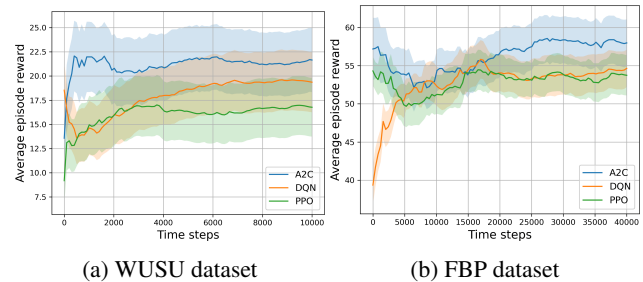 25.0
22.5
20.0
17.5
15.0
12.5
10.0
7.5
Average episode reward
0
2000
4000
6000
8000
10000
Time steps
A2C
DQN
PPO
60
55
50
45
40
Average episode reward
0
5000
10000
15000
20000
25000
30000
35000
40000
Time steps
A2C
DQN
PPO
(a) WUSU dataset
(b) FBP dataset